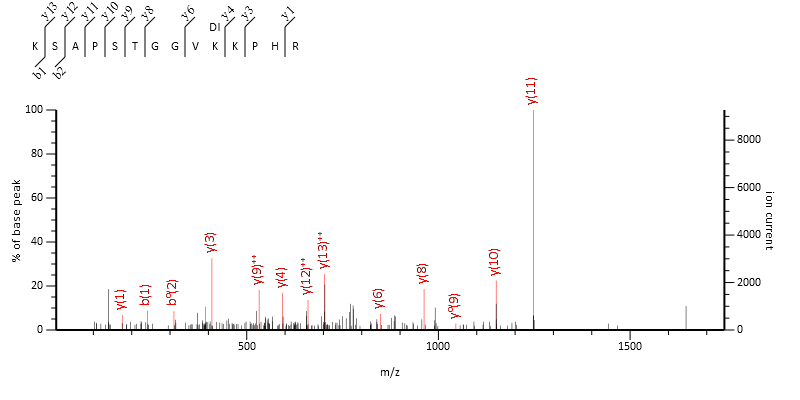 y13 y12 y11 y10 y9 y8 y6 y4 y3 y1
DI
K S A P S T G G V K K P H R
b1 b2
y(11)
100
80
60
40
20
0
% of base peak
8000
6000
4000
2000
0
ion current
y(1) b(1) b°(2) y(3) y(9)⁺⁺ y(4) y(12)⁺⁺ y(13)⁺⁺ y(6) y(8) y°(9) y(10)
500 1000 1500
m/z